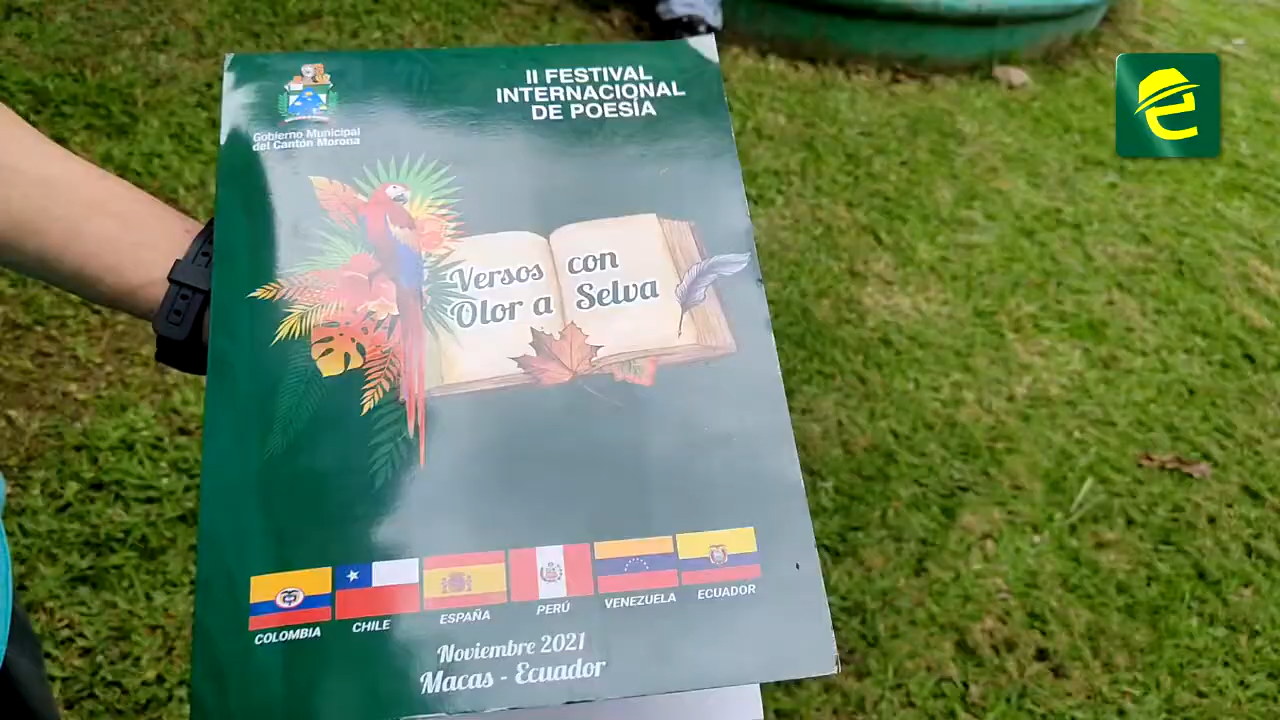 Gobierno Municipal
del Cantón Morona
II FESTIVAL
INTERNACIONAL
DE POESÍA
Versos con
Olor a Selva
COLOMBIA
CHILE
ESPAÑA
PERÚ
VENEZUELA
ECUADOR
Noviembre 2021
Macas - Ecuador